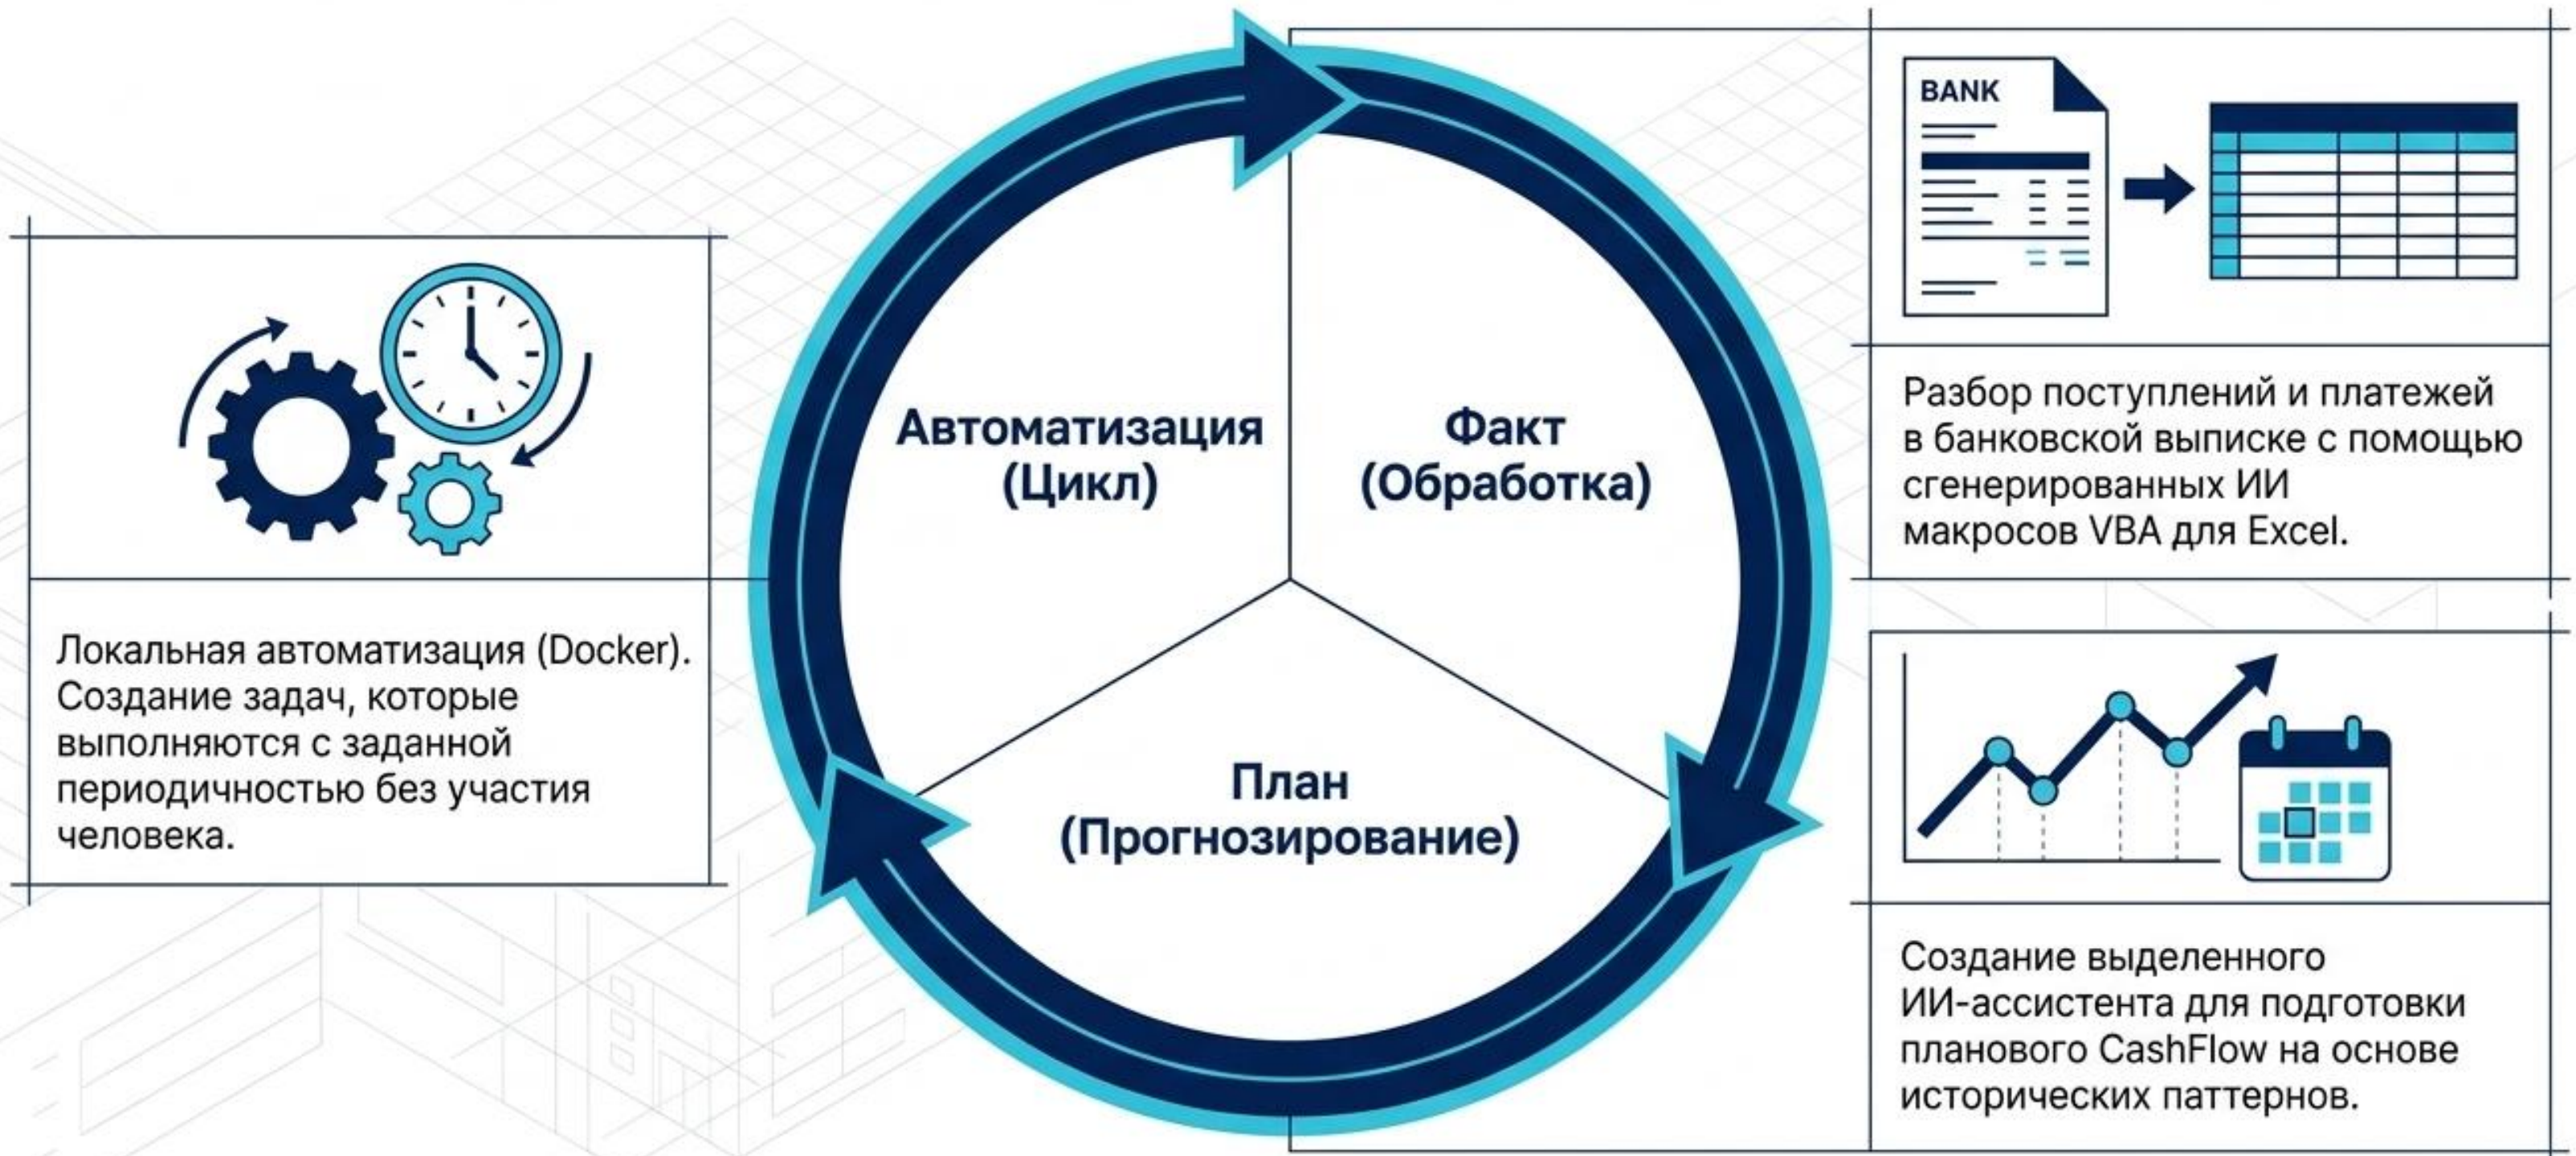 BANK
Разбор поступлений и платежей
в банковской выписке с помощью
сгенерированных ИИ
макросов VBA для Excel.
Автоматизация
(Цикл)
Факт
(Обработка)
План
(Прогнозирование)
Локальная автоматизация (Docker).
Создание задач, которые
выполняются с заданной
периодичностью без участия
человека.
Создание выделенного
ИИ-ассистента для подготовки
планового CashFlow на основе
исторических паттернов.